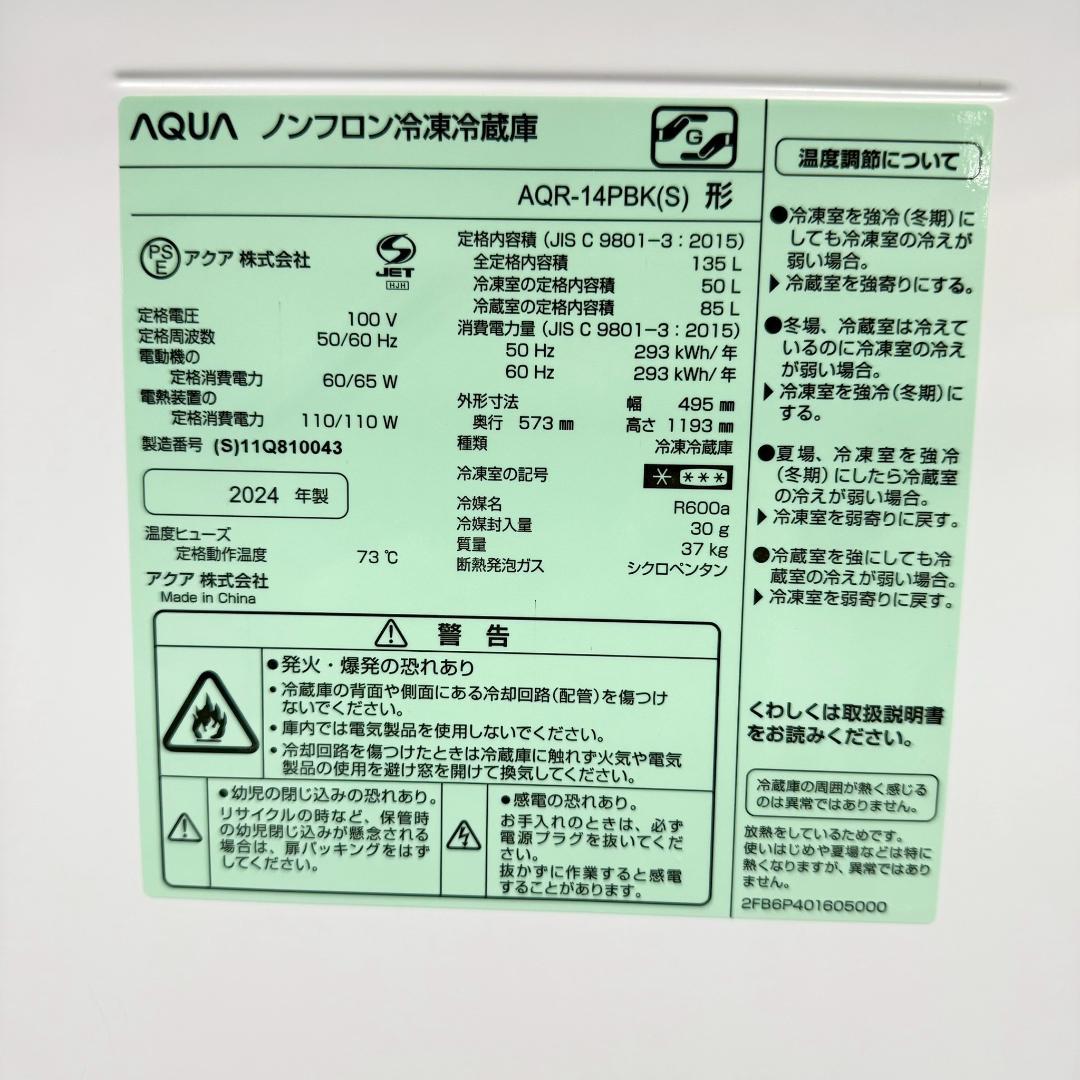 AQUA ノンフロン冷凍冷蔵庫
G
AQR-14PBK(S) 形
PS
E
アクア 株式会社
S
JET
HJH
定格電圧 100 V
定格周波数 50/60 Hz
電動機の
定格消費電力 60/65 W
電熱装置の
定格消費電力 110/110 W
製造番号 (S)11Q810043
2024 年製
温度ヒューズ
定格動作温度 73 ℃
アクア 株式会社
Made in China
定格内容積 (JIS C 9801-3 : 2015)
全定格内容積 135 L
冷凍室の定格内容積 50 L
冷蔵室の定格内容積 85 L
消費電力量 (JIS C 9801-3 : 2015)
50 Hz 293 kWh/年
60 Hz 293 kWh/年
外形寸法 幅 495 ㎜
奥行 573 ㎜ 高さ 1193 ㎜
種類 冷凍冷蔵庫
冷凍室の記号 * ***
冷媒名 R600a
冷媒封入量 30 g
質量 37 kg
断熱発泡ガス シクロペンタン
⚠ 警 告
●発火・爆発の恐れあり
・冷蔵庫の背面や側面にある冷却回路(配管)を傷つけ
ないでください。
・庫内では電気製品を使用しないでください。
・冷却回路を傷つけたときは冷蔵庫に触れず火気や電気
製品の使用を避け窓を開けて換気してください。
●幼児の閉じ込みの恐れあり。
リサイクルの時など、保管時
の幼児閉じ込みが懸念される
場合は、扉パッキングをはず
してください。
●感電の恐れあり。
お手入れのときは、必ず
電源プラグを抜いてくだ
さい。
抜かずに作業すると感電
することがあります。
温度調節について
●冷凍室を強冷(冬期)に
しても冷凍室の冷えが
弱い場合。
▶冷蔵室を強寄りにする。
●冬場、冷蔵室は冷えて
いるのに冷凍室の冷え
が弱い場合。
▶冷凍室を強冷(冬期)に
する。
●夏場、冷凍室を強冷
(冬期)にしたら冷蔵室
の冷えが弱い場合。
▶冷凍室を弱寄りに戻す。
●冷蔵室を強にしても冷
蔵室の冷えが弱い場合。
▶冷凍室を弱寄りに戻す。
くわしくは取扱説明書
をお読みください。
冷蔵庫の周囲が熱く感じる
のは異常ではありません。
放熱をしているためです。
使いはじめや夏場などは特に
熱くなりますが、異常ではあり
ません。
2FB6P401605000